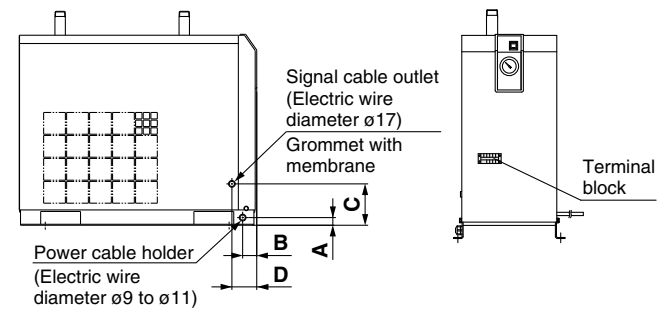 Signal cable outlet
(Electric wire
diameter ø17)
Grommet with
membrane
Terminal
block
C
B
A
D
Power cable holder
(Electric wire
diameter ø9 to ø11)